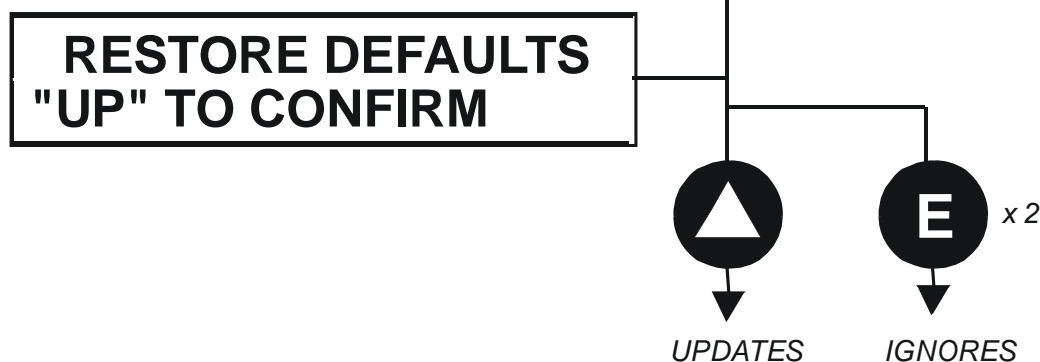 RESTORE DEFAULTS
"UP" TO CONFIRM
E
x 2
UPDATES
IGNORES